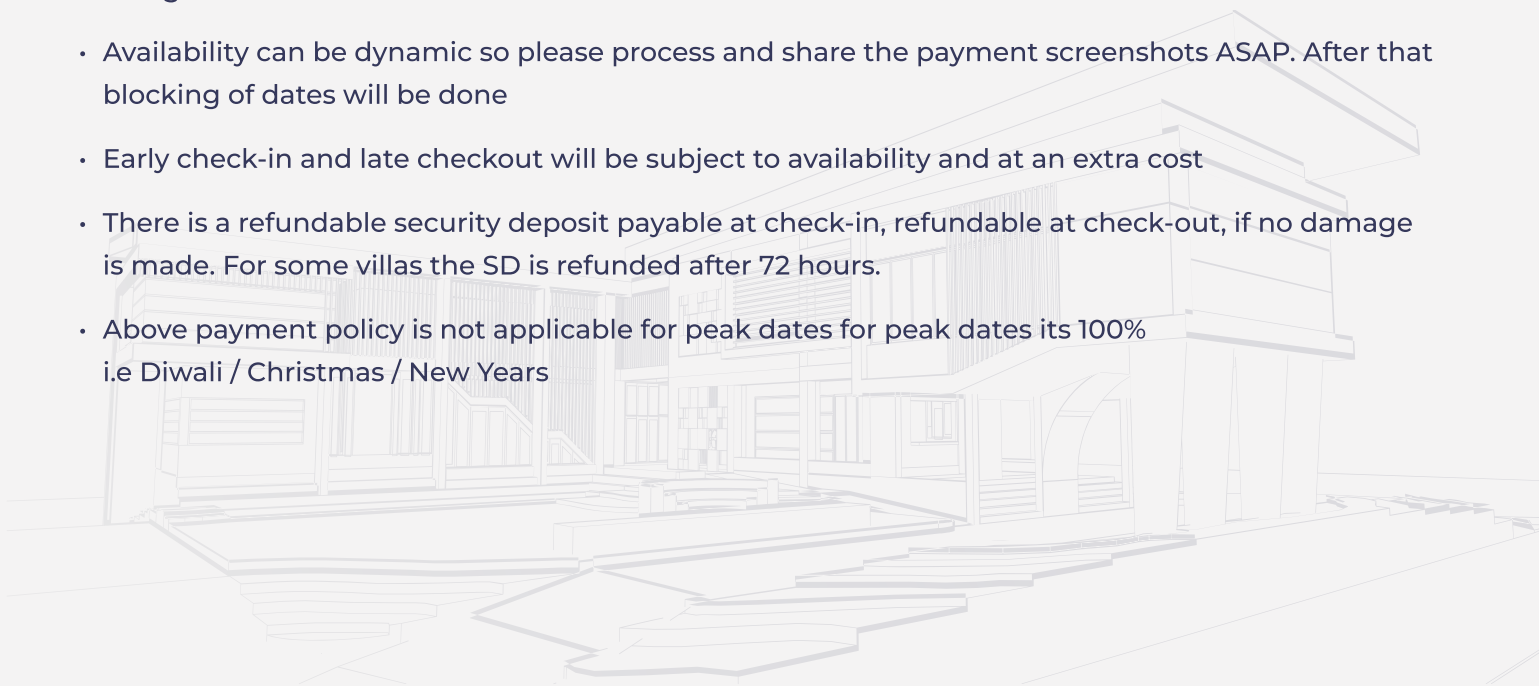 • Availability can be dynamic so please process and share the payment screenshots ASAP. After that
blocking of dates will be done
• Early check-in and late checkout will be subject to availability and at an extra cost
• There is a refundable security deposit payable at check-in, refundable at check-out, if no damage
is made. For some villas the SD is refunded after 72 hours.
• Above payment policy is not applicable for peak dates for peak dates its 100%
i.e Diwali / Christmas / New Years